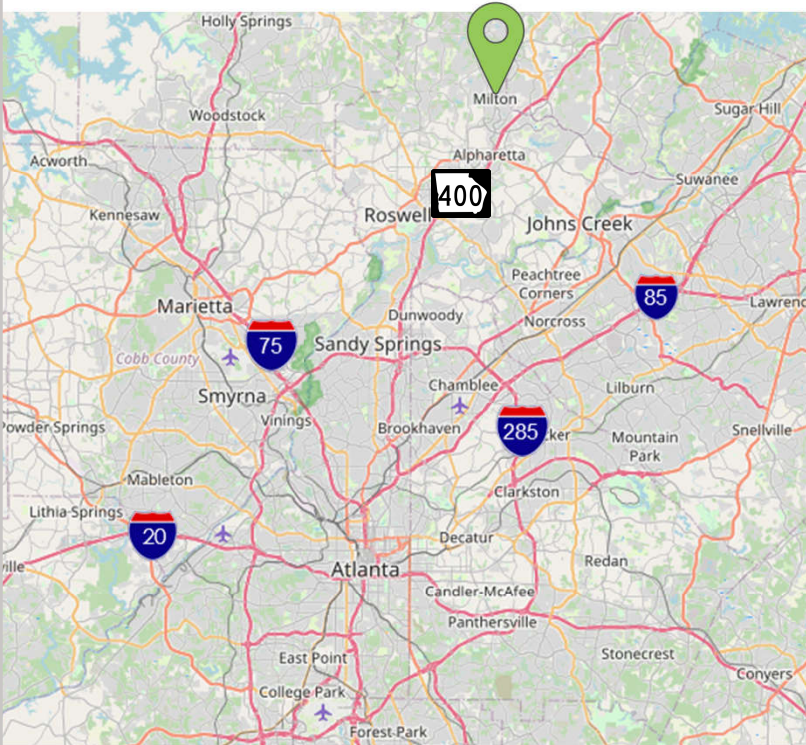 Holly Springs
Milton
Woodstock
Sugar Hill
Acworth
Alpharetta
Suwanee
400
Kennesaw
Roswell
Johns Creek
Peachtree
Corners
85
Marietta
Lawrenc
Dunwoody
Norcross
75
Sandy Springs
Cobb County
Chamblee
Lilburn
Smyrna
Vinings
Brookhaven
285
cker
Powder Springs
Mountain
Park
Snellville
Mableton
Clarkston
Lithia Springs
20
Decatur
ville
Atlanta
Redan
Candler-McAfee
Panthersville
East Point
Stonecrest
Conyers
College Park
Forest Park